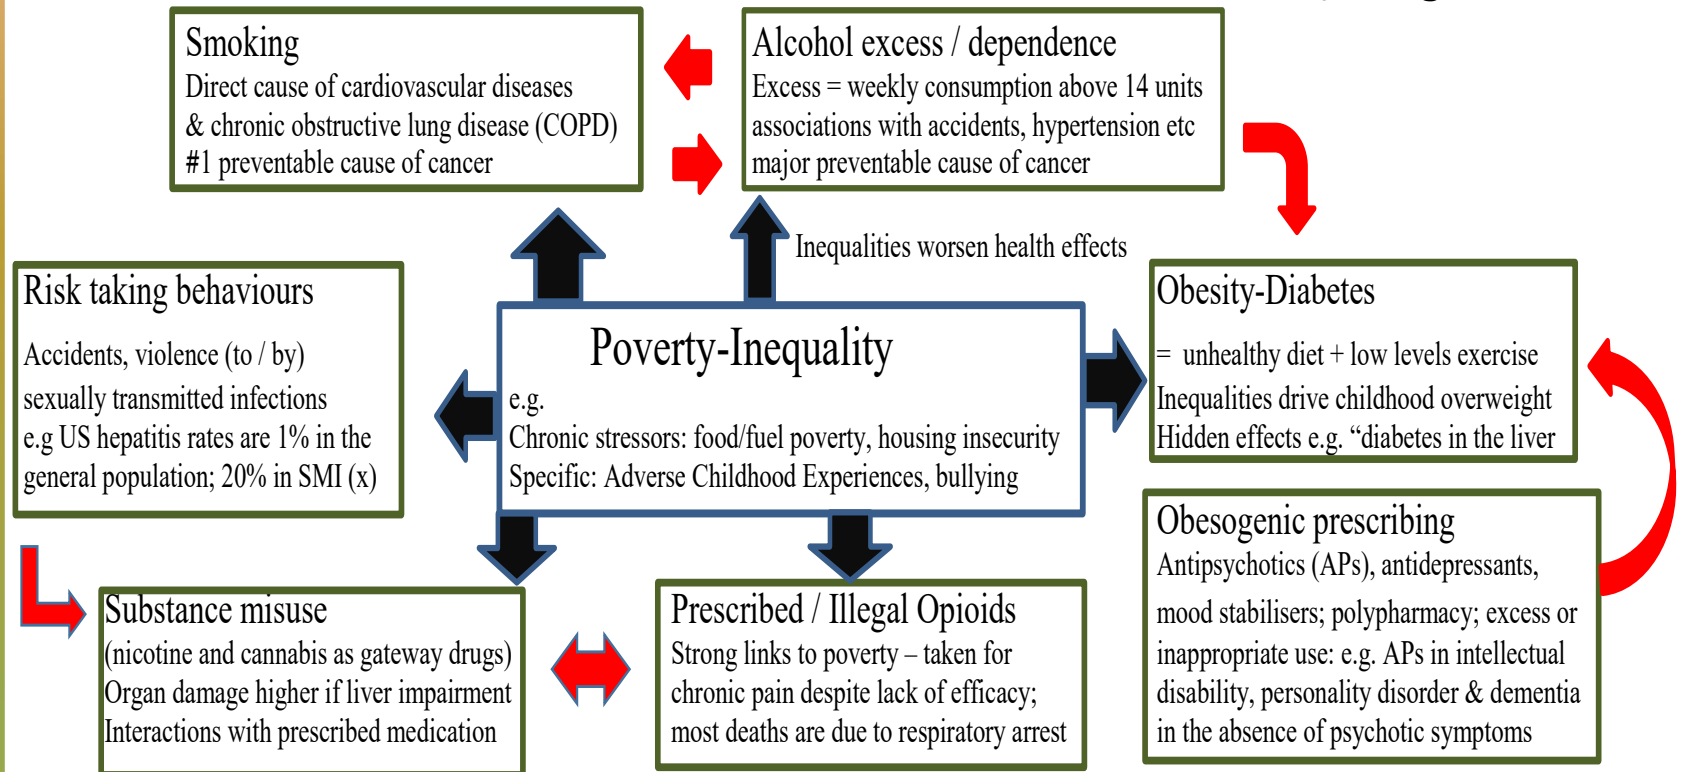 Smoking
Direct cause of cardiovascular diseases
& chronic obstructive lung disease (COPD)
#1 preventable cause of cancer
Alcohol excess / dependence
Excess = weekly consumption above 14 units
associations with accidents, hypertension etc
major preventable cause of cancer
Inequalities worsen health effects
Risk taking behaviours
Accidents, violence (to / by)
sexually transmitted infections
e.g US hepatitis rates are 1% in the
general population; 20% in SMI (x)
Poverty-Inequality
e.g.
Chronic stressors: food/fuel poverty, housing insecurity
Specific: Adverse Childhood Experiences, bullying
Obesity-Diabetes
= unhealthy diet + low levels exercise
Inequalities drive childhood overweight
Hidden effects e.g. “diabetes in the liver
Substance misuse
(nicotine and cannabis as gateway drugs)
Organ damage higher if liver impairment
Interactions with prescribed medication
Prescribed / Illegal Opioids
Strong links to poverty – taken for
chronic pain despite lack of efficacy;
most deaths are due to respiratory arrest
Obesogenic prescribing
Antipsychotics (APs), antidepressants,
mood stabilisers; polypharmacy; excess or
inappropriate use: e.g. APs in intellectual
disability, personality disorder & dementia
in the absence of psychotic symptoms